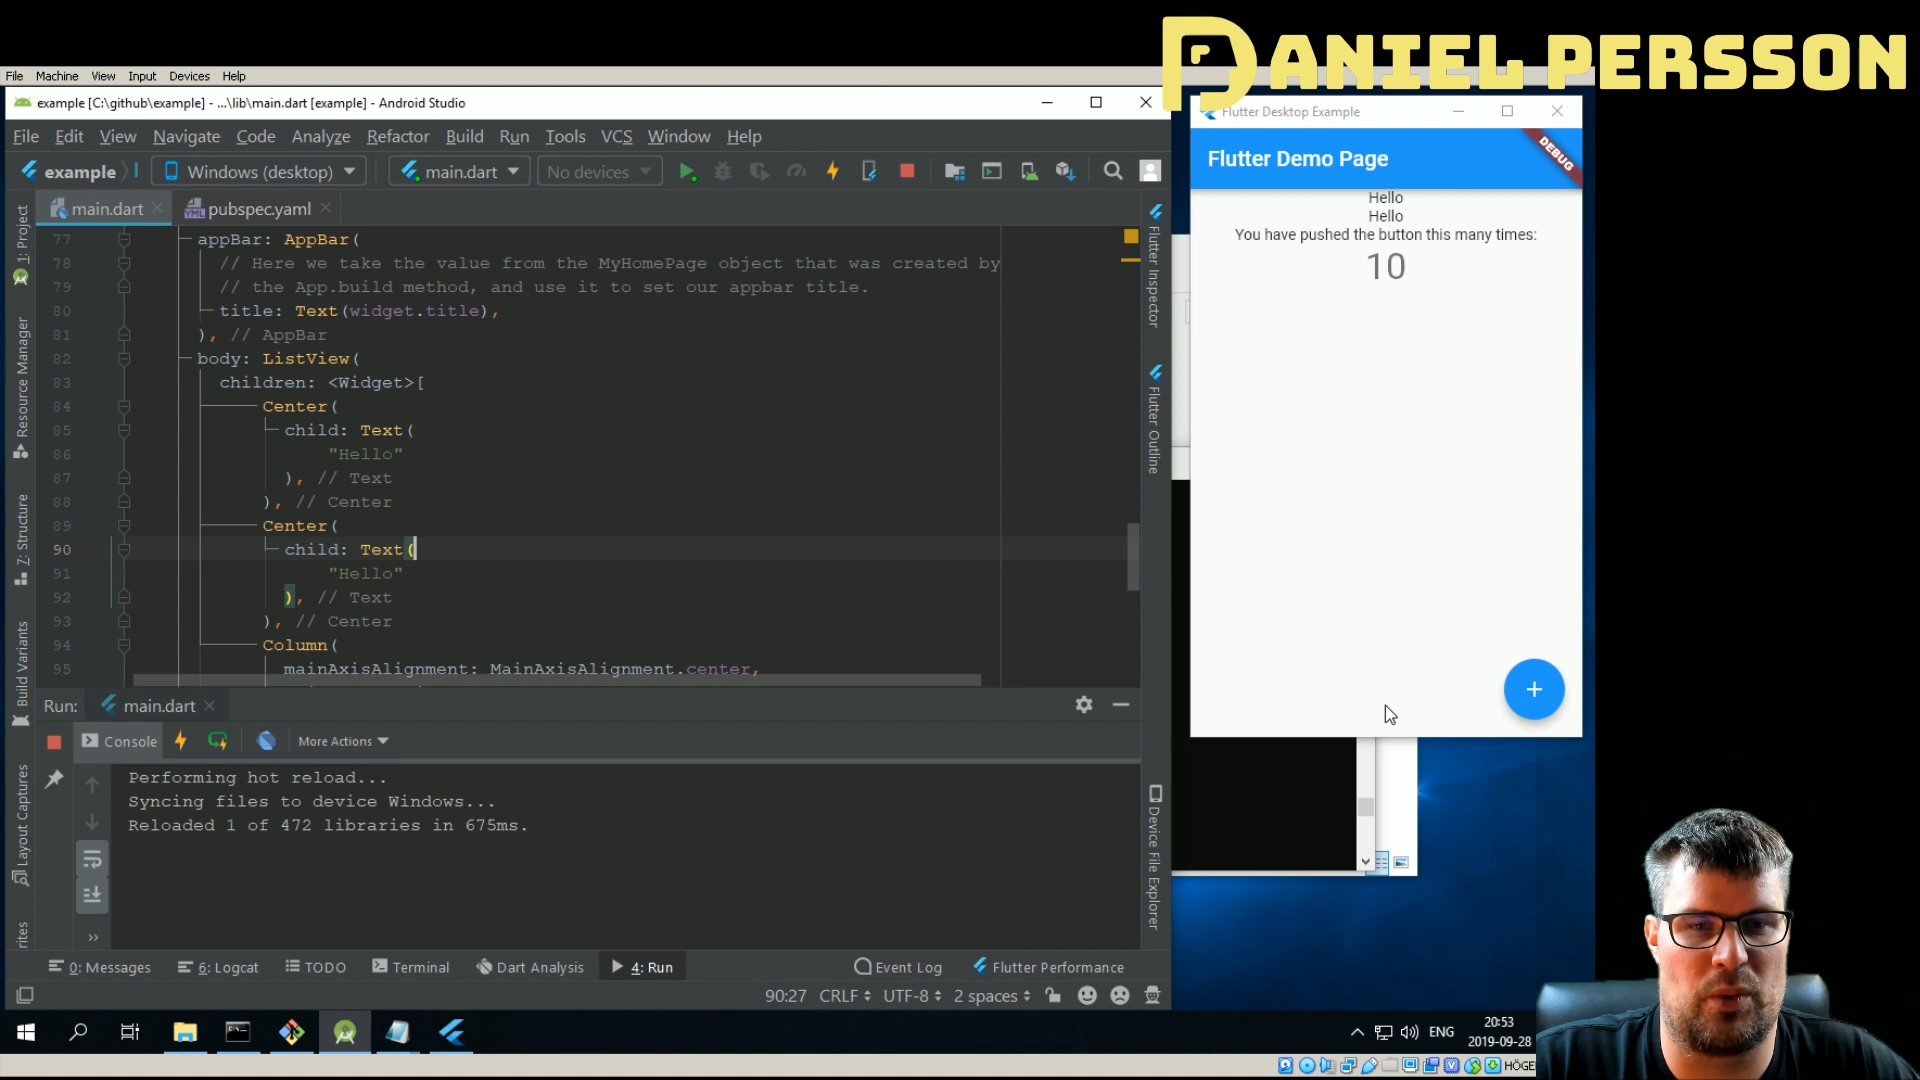 DANIEL PERSSON
File Machine View Input Devices Help
example [C:\github\example] - ...\lib\main.dart [example] - Android Studio
File Edit View Navigate Code Analyze Refactor Build Run Tools VCS Window Help
example Windows (desktop) main.dart No devices
main.dart pubspec.yaml
77 appBar: AppBar(
78 // Here we take the value from the MyHomePage object that was created by
79 // the App.build method, and use it to set our appbar title.
80 title: Text(widget.title),
81 ), // AppBar
82 body: ListView(
83 children: <Widget>[
84 Center(
85 child: Text(
86 "Hello"
87 ), // Text
88 ), // Center
89 Center(
90 child: Text(
91 "Hello"
92 ), // Text
93 ), // Center
94 Column(
95 mainAxisAlignment: MainAxisAlignment.center,
1: Project
Resource Manager
7: Structure
Build Variants
Layout Captures
rites
Flutter Inspector
Flutter Outline
Device File Explorer
Run: main.dart
Console More Actions
Performing hot reload...
Syncing files to device Windows...
Reloaded 1 of 472 libraries in 675ms.
0: Messages 6: Logcat TODO Terminal Dart Analysis 4: Run Event Log Flutter Performance
90:27 CRLF UTF-8 2 spaces
Flutter Desktop Example
Flutter Demo Page
DEBUG
Hello
Hello
You have pushed the button this many times:
10
+
ENG
20:53
2019-09-28
HÖGE